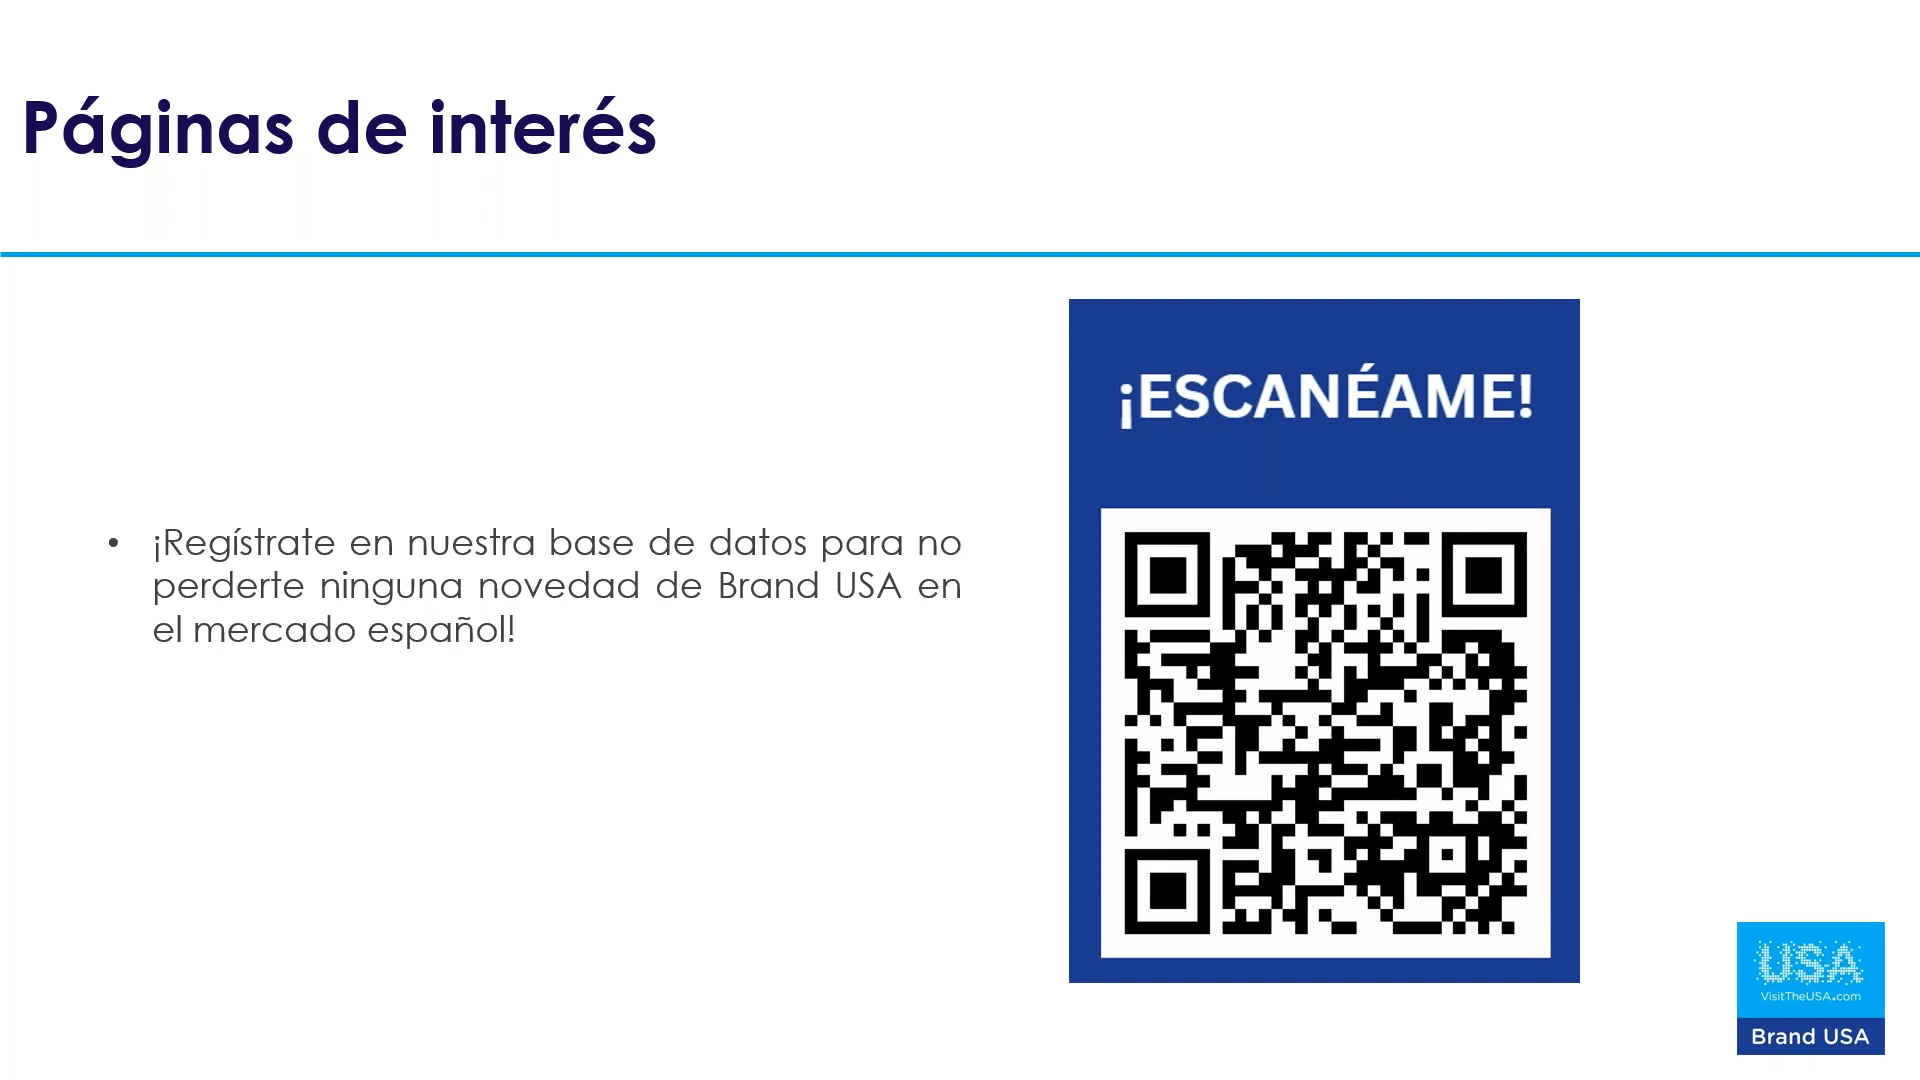 Páginas de interés
• ¡Regístrate en nuestra base de datos para no
perderte ninguna novedad de Brand USA en
el mercado español!
¡ESCANÉAME!
USA
VisitTheUSA.com
Brand USA